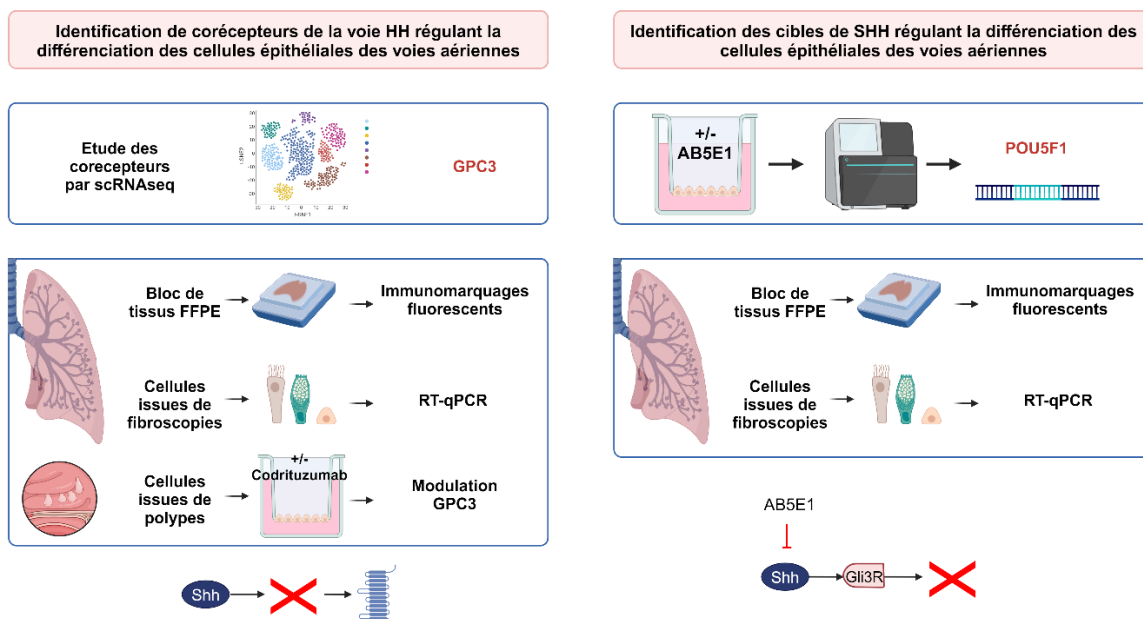 Identification de corécepteurs de la voie HH régulant la
différenciation des cellules épithéliales des voies aériennes
Etude des
corecepteurs
par scRNAseq
GPC3
Bloc de
tissus FFPE
Immunomarquages
fluorescents
Cellules
issues de
fibroscopies
RT-qPCR
Cellules
issues de
polypes
+/-
Codrituzumab
Modulation
GPC3
Shh
Identification des cibles de SHH régulant la différenciation des
cellules épithéliales des voies aériennes
+/-
AB5E1
POU5F1
Bloc de
tissus FFPE
Immunomarquages
fluorescents
Cellules
issues de
fibroscopies
RT-qPCR
AB5E1
Shh
Gli3R